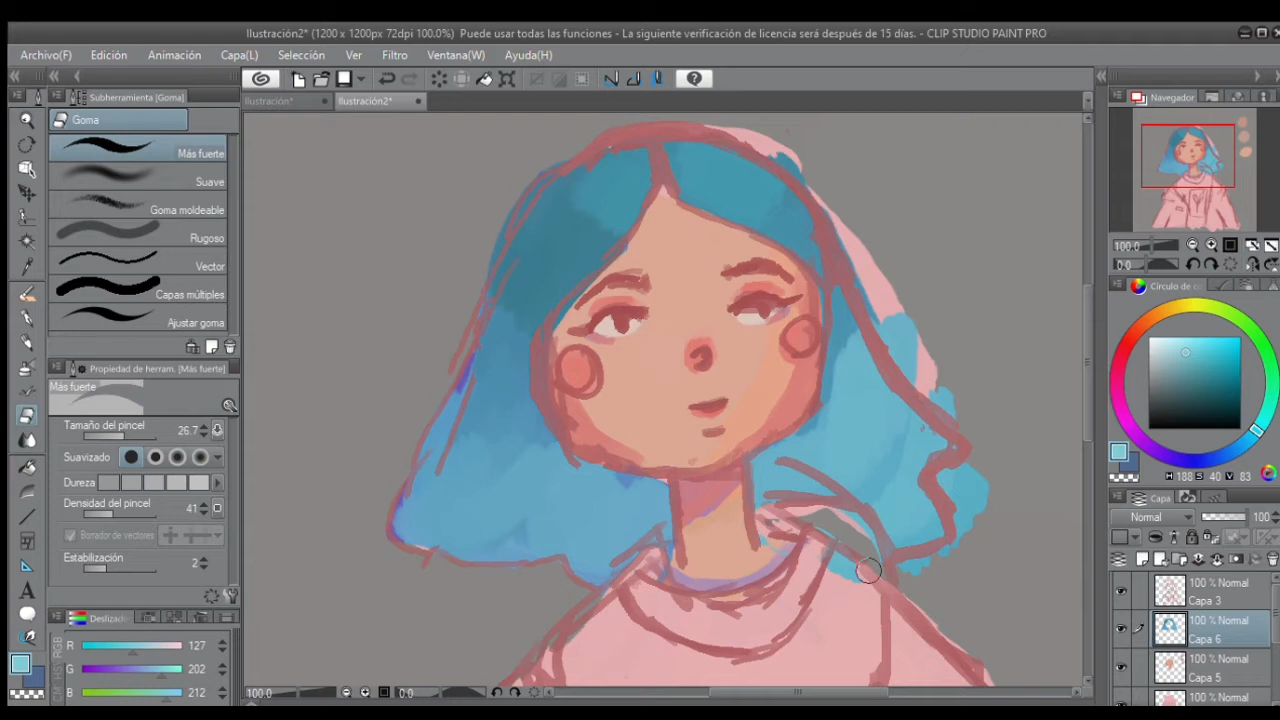 Ilustración2* (1200 x 1200px 72dpi 100.0%) Puede usar todas las funciones - La siguiente verificación de licencia será después de 15 días. - CLIP STUDIO PAINT PRO
Archivo(F) Edición Animación Capa(L) Selección Ver Filtro Ventana(W) Ayuda(H)
Subherramienta [Goma]
Ilustración*
Ilustración2*
Navegador
Goma
Más fuerte
Suave
Goma moldeable
Rugoso
Vector
Capas múltiples
Ajustar goma
100.0
0.0
Círculo de co
Propiedad de herram. [Más fuerte]
Más fuerte
Tamaño del pincel 26.7
Suavizado
Dureza
Densidad del pincel 41
Borrador de vectores
Estabilización 2
H 188 S 40 V 83
Capa
Normal 100
100 % Normal
Capa 3
100 % Normal
Capa 6
100 % Normal
Capa 5
100 % Normal
Deslizado
RGB
R 127
G 202
B 212
100.0 0.0